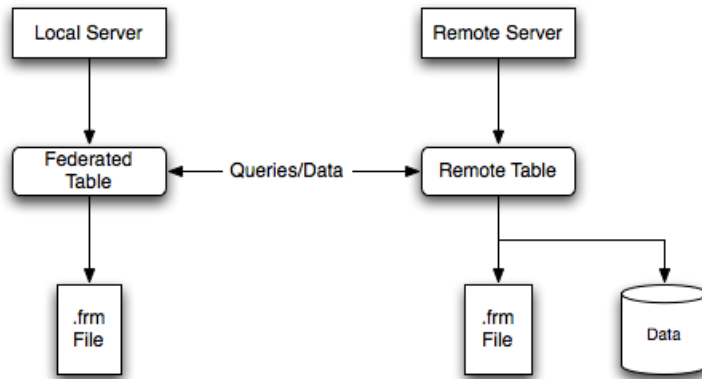 Local Server
Remote Server
Federated
Table
Queries/Data
Remote Table
.frm
File
.frm
File
Data